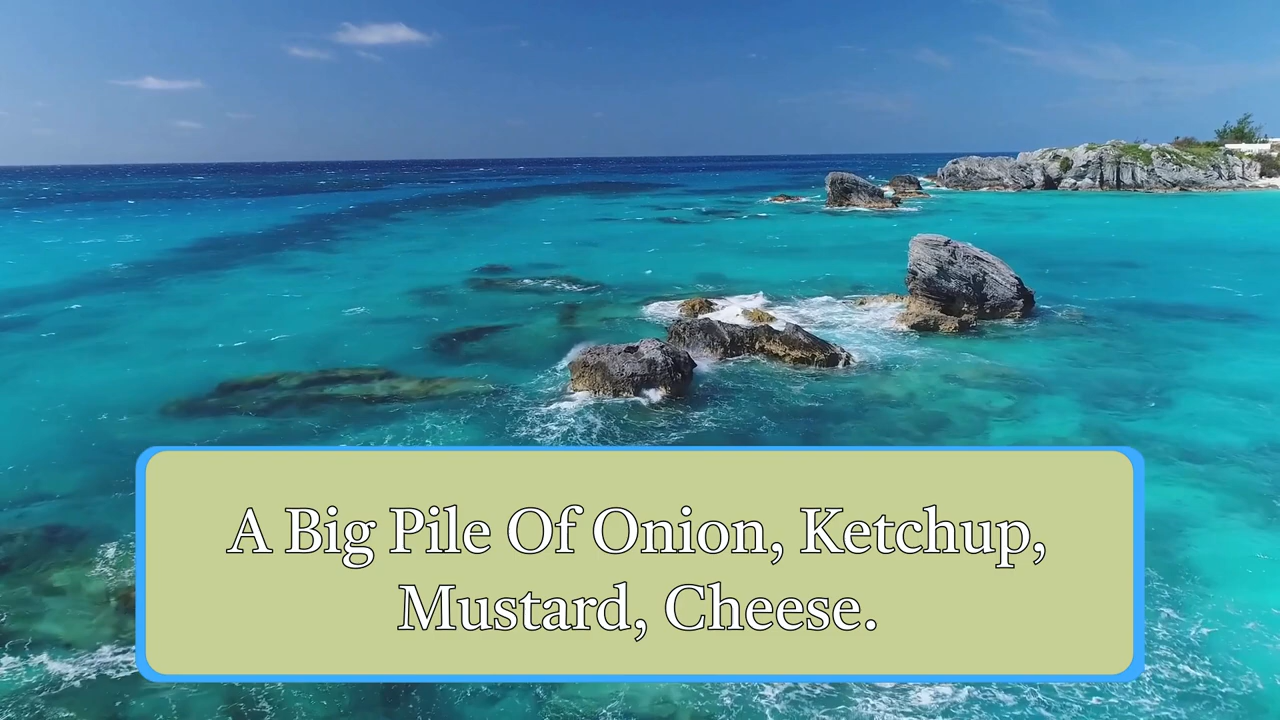 A Big Pile Of Onion, Ketchup,
Mustard, Cheese.